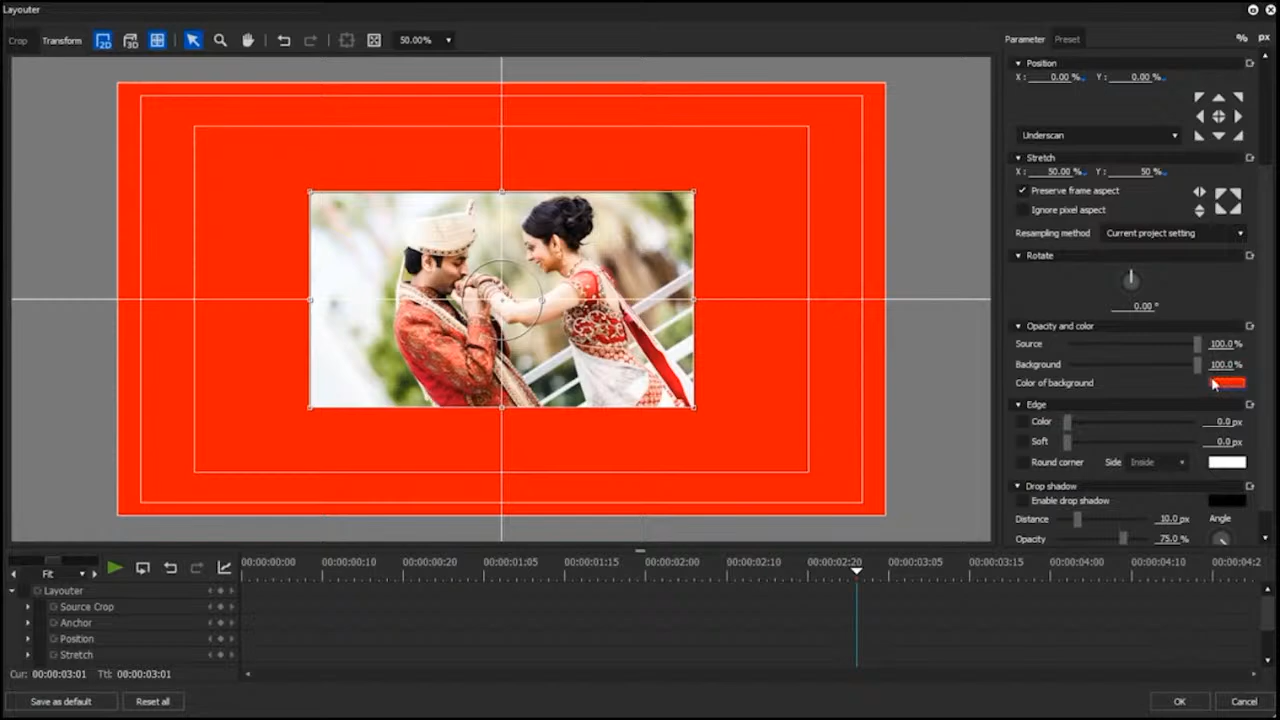 Layouter
Crop Transform 2D 3D 50.00% Parameter Preset % px
Position
X : 0.00 % Y : 0.00 %
Underscan
Stretch
X : 50.00 % Y : 50 %
Preserve frame aspect
Ignore pixel aspect
Resampling method Current project setting
Rotate
0.00 °
Opacity and color
Source 100.0 %
Background 100.0 %
Color of background
Edge
Color 0.0 px
Soft 0.0 px
Round corner Side Inside
Drop shadow
Enable drop shadow
Distance 10.0 px Angle
Opacity 75.0 %
Fit 00:00:00:00 00:00:00:10 00:00:00:20 00:00:01:05 00:00:01:15 00:00:02:00 00:00:02:10 00:00:02:20 00:00:03:05 00:00:03:15 00:00:04:00 00:00:04:10 00:00:04:2
Layouter
Source Crop
Anchor
Position
Stretch
Cur: 00:00:03:01 Ttl: 00:00:03:01
Save as default Reset all OK Cancel